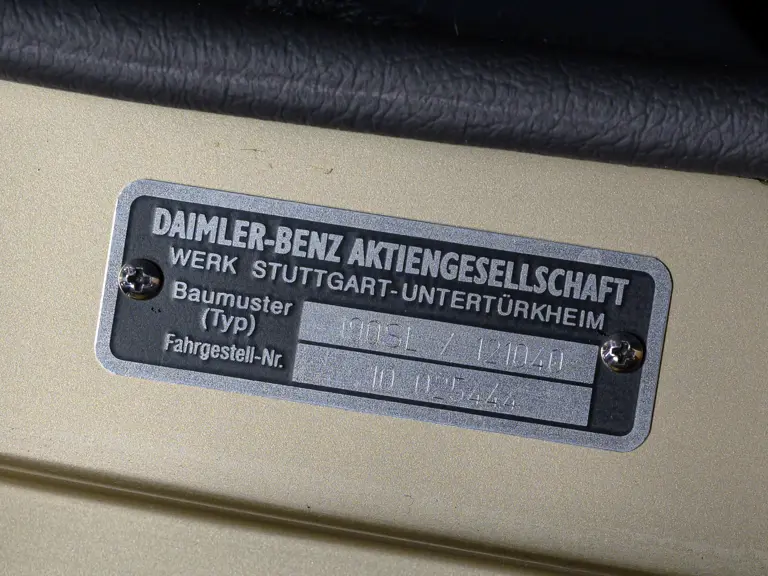 DAIMLER-BENZ AKTIENGESELLSCHAFT
WERK STUTTGART-UNTERTÜRKHEIM
Baumuster (Typ) 190SL / 121040
Fahrgestell-Nr. 10 025444